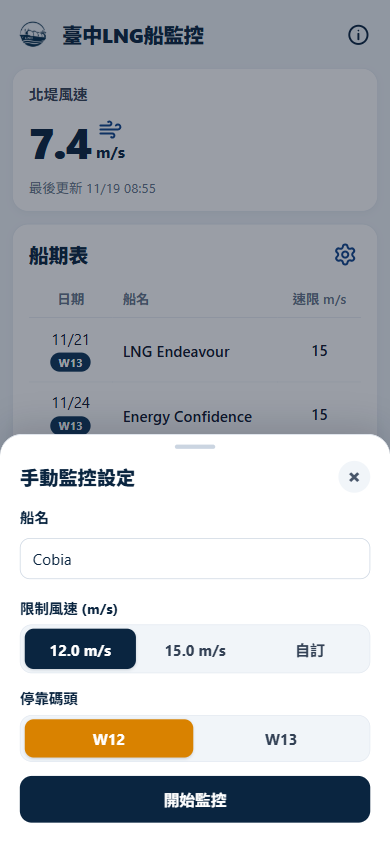 臺中LNG船監控
北堤風速
7.4 m/s
最後更新 11/19 08:55
船期表
日期 船名 速限 m/s
11/21
W13
LNG Endeavour 15
11/24
W13
Energy Confidence 15
手動監控設定
船名
Cobia
限制風速 (m/s)
12.0 m/s 15.0 m/s 自訂
停靠碼頭
W12 W13
開始監控